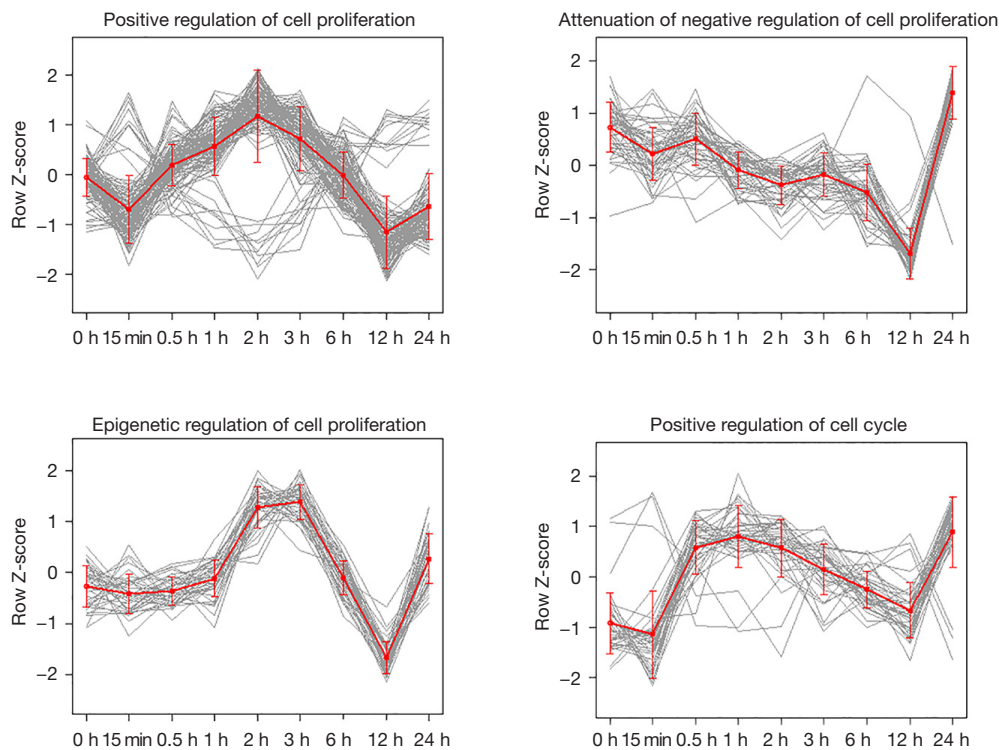 Positive regulation of cell proliferation
Row Z-score
2
1
0
−1
−2
0 h 15 min 0.5 h 1 h 2 h 3 h 6 h 12 h 24 h
Attenuation of negative regulation of cell proliferation
Row Z-score
2
1
0
−1
−2
0 h 15 min 0.5 h 1 h 2 h 3 h 6 h 12 h 24 h
Epigenetic regulation of cell proliferation
Row Z-score
2
1
0
−1
−2
0 h 15 min 0.5 h 1 h 2 h 3 h 6 h 12 h 24 h
Positive regulation of cell cycle
Row Z-score
2
1
0
−1
−2
0 h 15 min 0.5 h 1 h 2 h 3 h 6 h 12 h 24 h